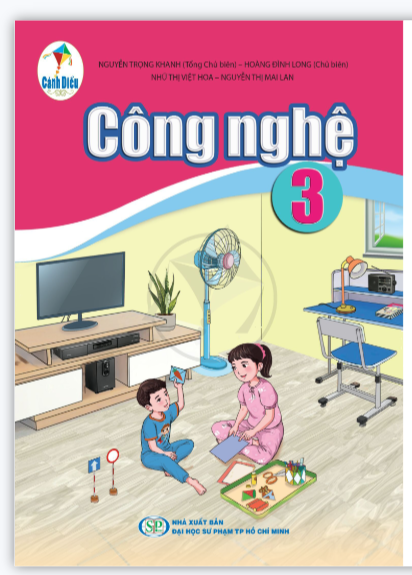 Cánh Diều
NGUYỄN TRỌNG KHANH (Tổng Chủ biên) – HOÀNG ĐÌNH LONG (Chủ biên)
NHỮ THỊ VIỆT HOA – NGUYỄN THỊ MAI LAN
Công nghệ
3
SP
NHÀ XUẤT BẢN
ĐẠI HỌC SƯ PHẠM TP HỒ CHÍ MINH